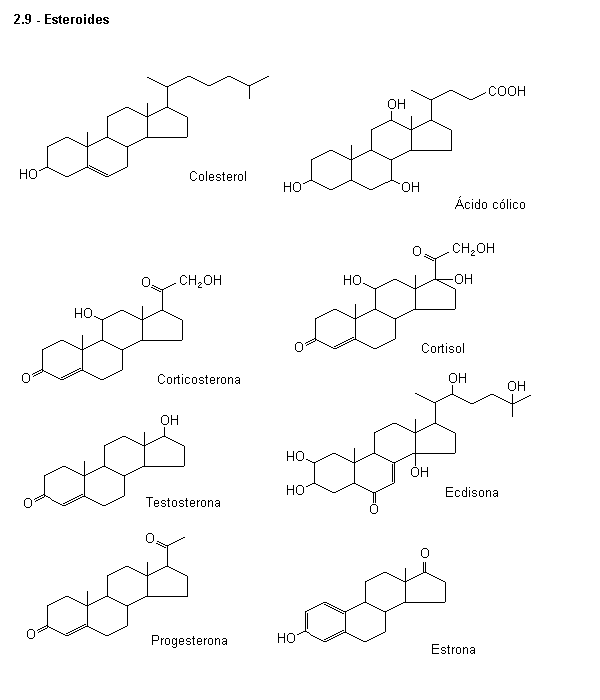 2.9 - Esteroides
HO
Colesterol
OH
COOH
HO
OH
Ácido cólico
O
CH2OH
HO
O
Corticosterona
O
CH2OH
HO
OH
O
Cortisol
OH
O
Testosterona
OH
OH
HO
HO
OH
O
Ecdisona
O
O
Progesterona
O
HO
Estrona